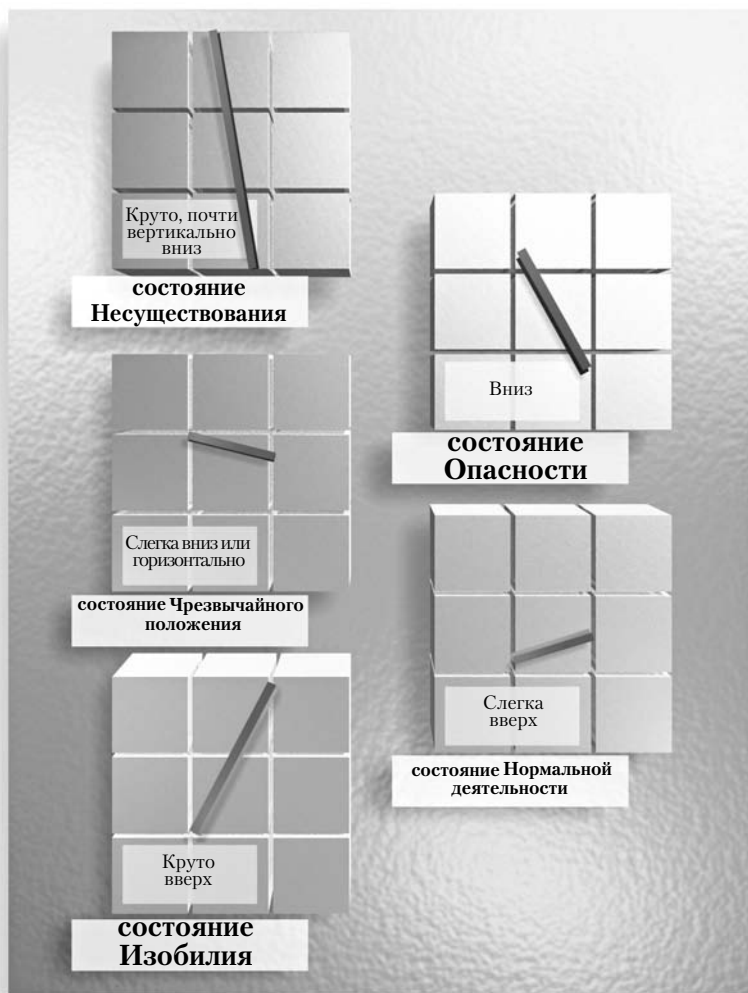 Круто, почти
вертикально
вниз
состояние
Несуществования
Вниз
состояние
Опасности
Слегка вниз или
горизонтально
состояние Чрезвычайного
положения
Слегка
вверх
состояние Нормальной
деятельности
Круто
вверх
состояние
Изобилия